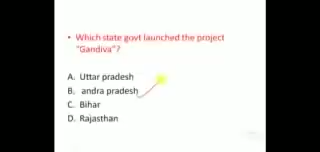 • Which state govt launched the project
"Gandiva"?
A. Uttar pradesh
B. andra pradesh
C. Bihar
D. Rajasthan